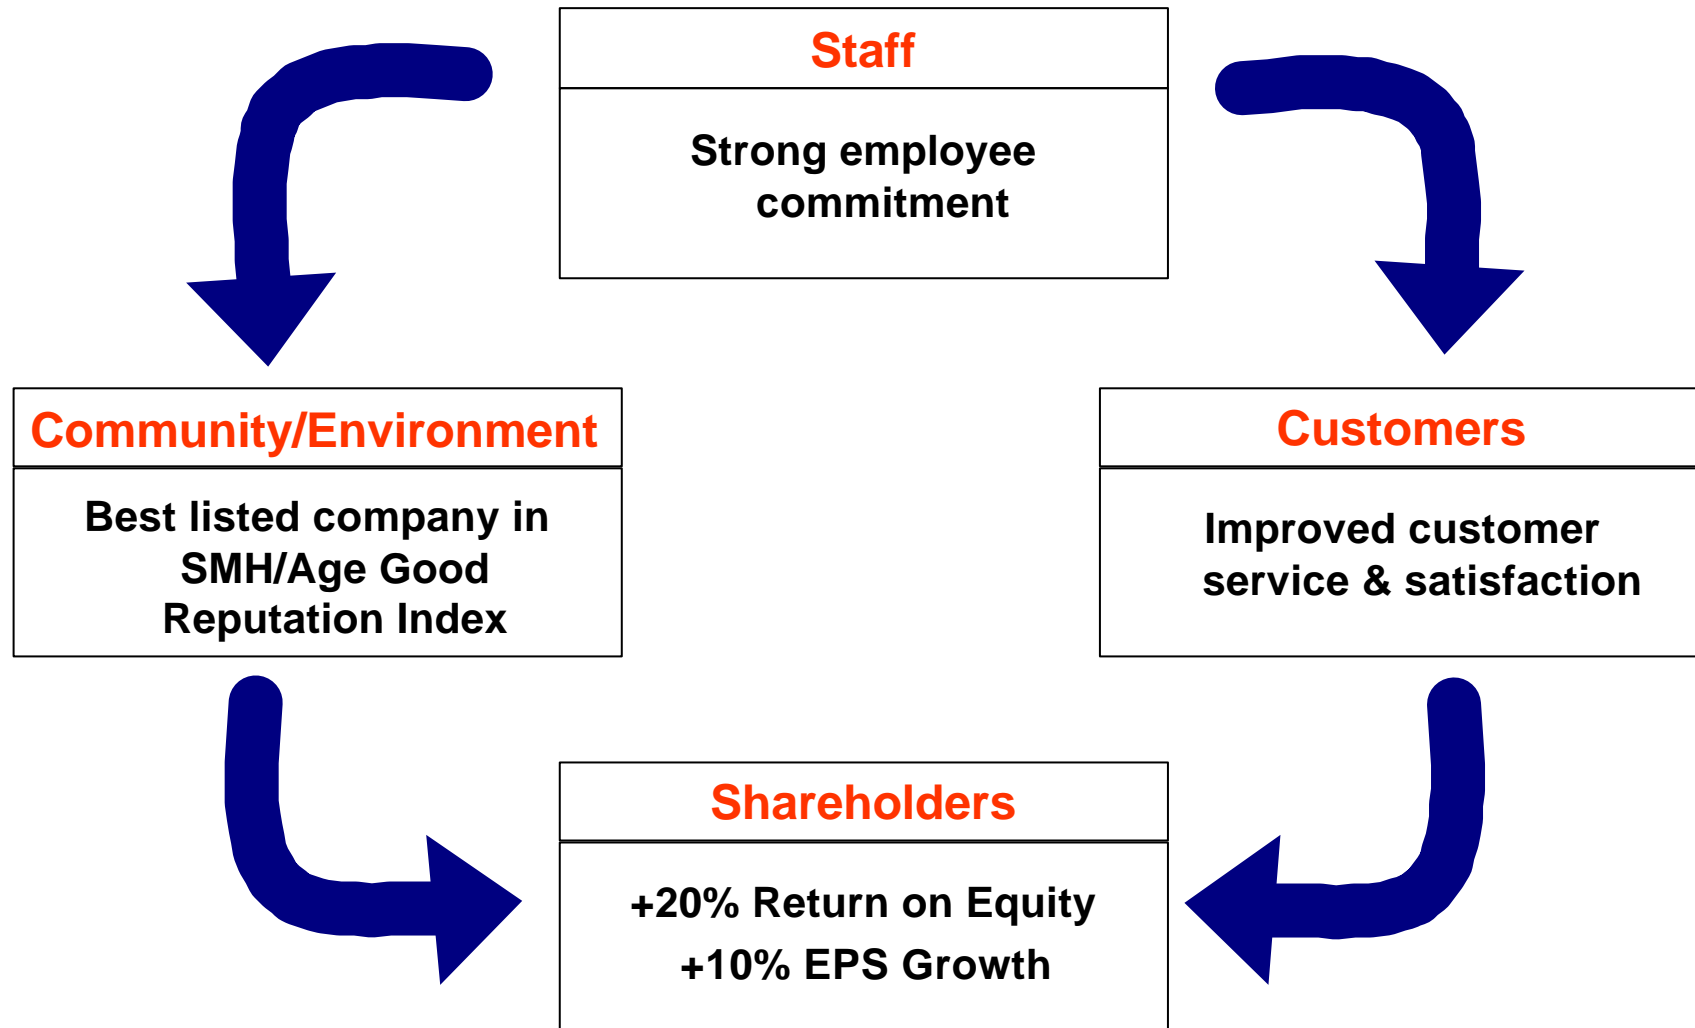 Staff
Strong employee
commitment
Community/Environment
Best listed company in
SMH/Age Good
Reputation Index
Customers
Improved customer
service & satisfaction
Shareholders
+20% Return on Equity
+10% EPS Growth